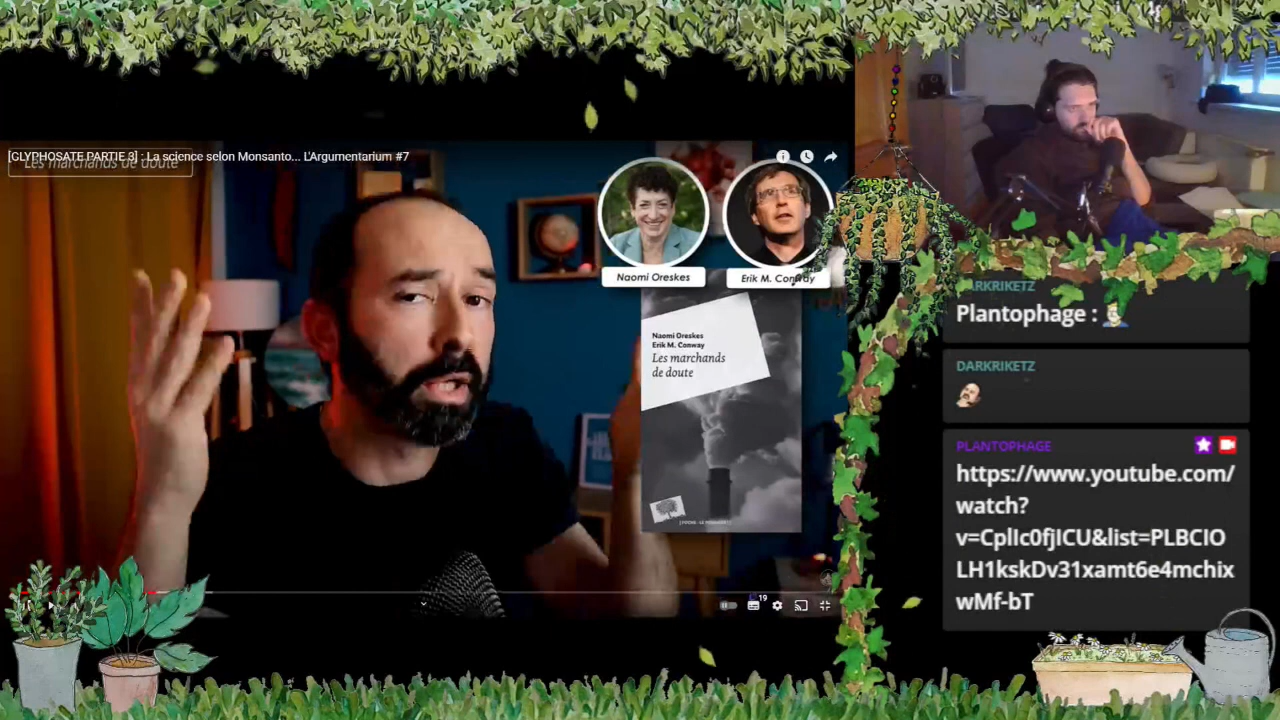 [GLYPHOSATE PARTIE 3] : La science selon Monsanto... L'Argumentarium #7
Les marchands de doute
Naomi Oreskes
Erik M. Conway
Naomi Oreskes
Erik M. Conway
Les marchands
de doute
19
DARKRIKETZ
Plantophage :
DARKRIKETZ
PLANTOPHAGE
https://www.youtube.com/
watch?
v=CplIc0fjICU&list=PLBCIO
LH1kskDv31xamt6e4mchix
wMf-bT